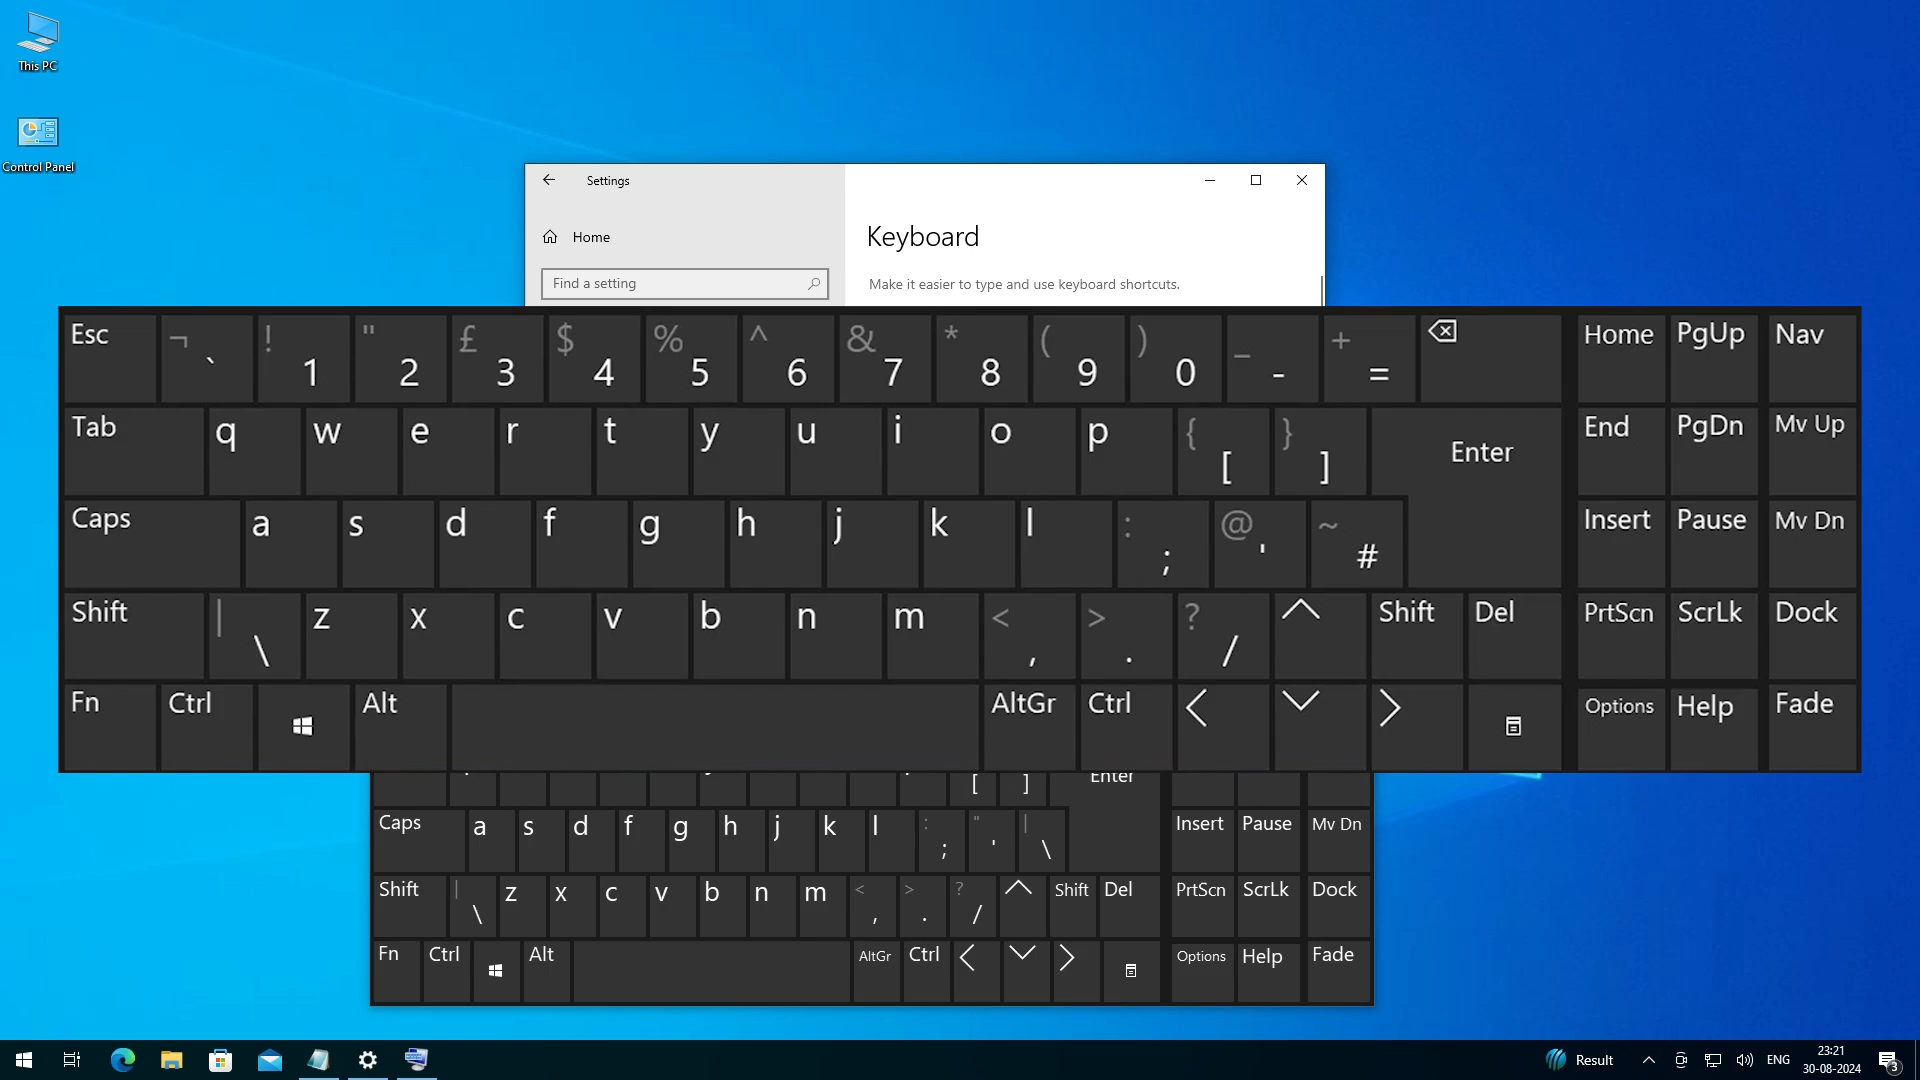 This PC
Control Panel
Settings
Home
Find a setting
Keyboard
Make it easier to type and use keyboard shortcuts.
Esc ¬ ` ! 1 " 2 £ 3 $ 4 % 5 ^ 6 & 7 * 8 ( 9 ) 0 _ - + = Home PgUp Nav
Tab q w e r t y u i o p { [ } ] Enter End PgDn Mv Up
Caps a s d f g h j k l : ; @ ' ~ # Insert Pause Mv Dn
Shift | \ z x c v b n m < , > . ? / Shift Del PrtScn ScrLk Dock
Fn Ctrl Alt AltGr Ctrl Options Help Fade
[ ] Enter
Caps a s d f g h j k l : ; " ' | \ Insert Pause Mv Dn
Shift | \ z x c v b n m < , > . ? / Shift Del PrtScn ScrLk Dock
Fn Ctrl Alt AltGr Ctrl Options Help Fade
Result
ENG
23:21
30-08-2024
3